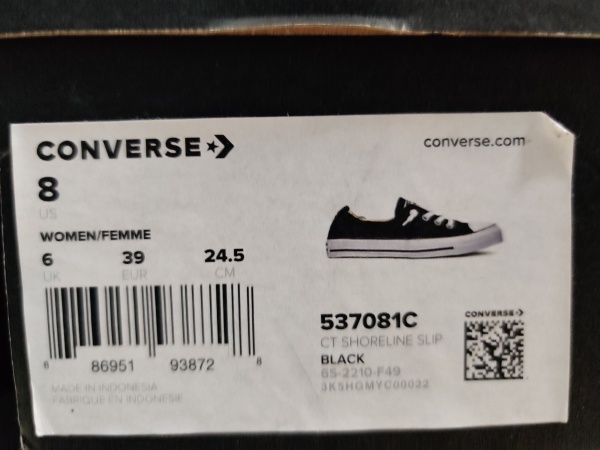 CONVERSE
converse.com
8
US
WOMEN/FEMME
6 39 24.5
UK EUR CM
8 86951 93872 8
MADE IN INDONESIA
FABRIQUE EN INDONESIE
537081C
CT SHORELINE SLIP
BLACK
6S-2210-F49
3K5HGMYC00032
CONVERSE